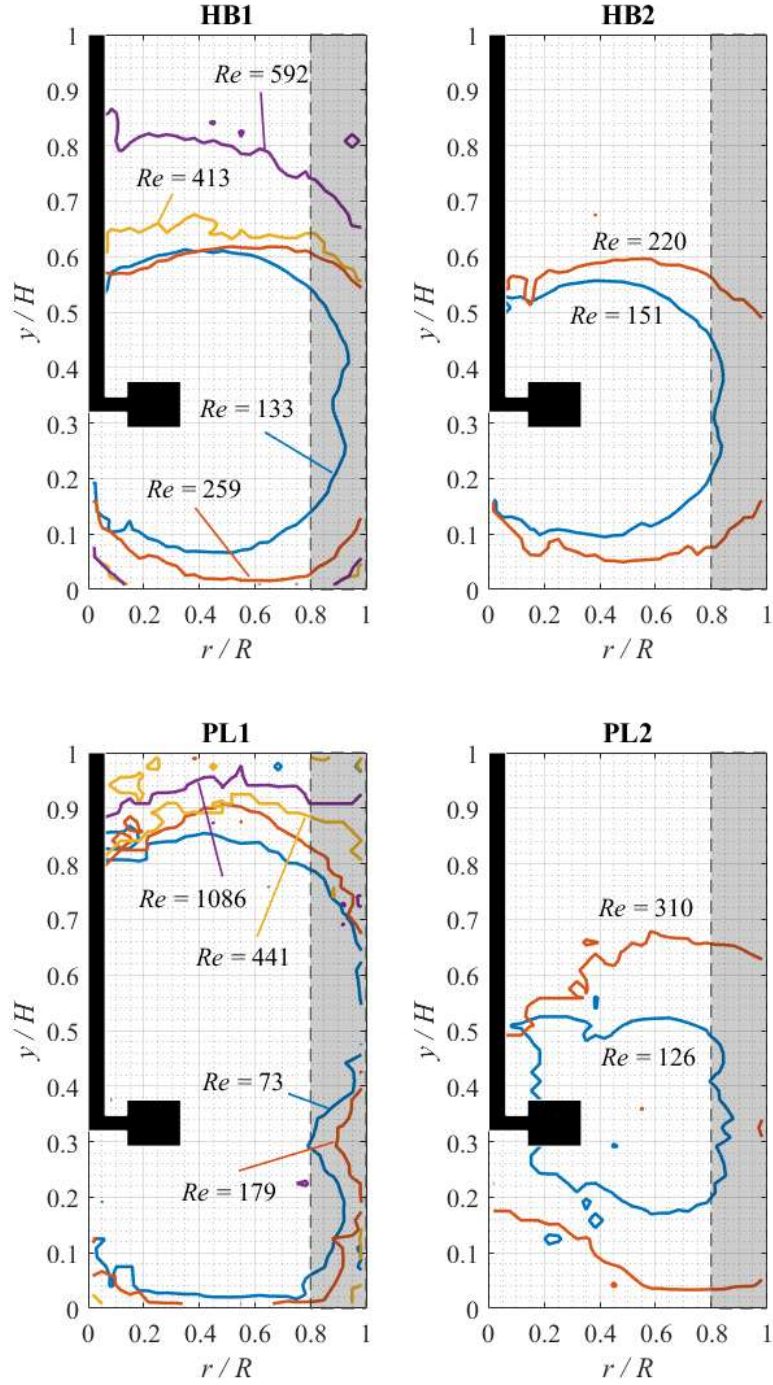 HB1
1
0.9
0.8
0.7
0.6
0.5
0.4
0.3
0.2
0.1
0
y / H
Re = 592
Re = 413
Re = 133
Re = 259
0 0.2 0.4 0.6 0.8 1
r / R
HB2
1
0.9
0.8
0.7
0.6
0.5
0.4
0.3
0.2
0.1
0
y / H
Re = 220
Re = 151
0 0.2 0.4 0.6 0.8 1
r / R
PL1
1
0.9
0.8
0.7
0.6
0.5
0.4
0.3
0.2
0.1
0
y / H
Re = 1086
Re = 441
Re = 73
Re = 179
0 0.2 0.4 0.6 0.8 1
r / R
PL2
1
0.9
0.8
0.7
0.6
0.5
0.4
0.3
0.2
0.1
0
y / H
Re = 310
Re = 126
0 0.2 0.4 0.6 0.8 1
r / R